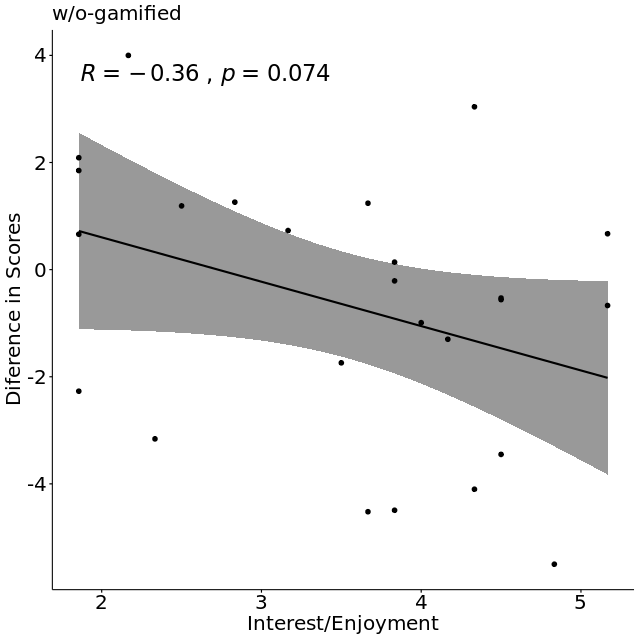 w/o-gamified
R = −0.36 , p = 0.074
4
2
0
-2
-4
Diference in Scores
2 3 4 5
Interest/Enjoyment